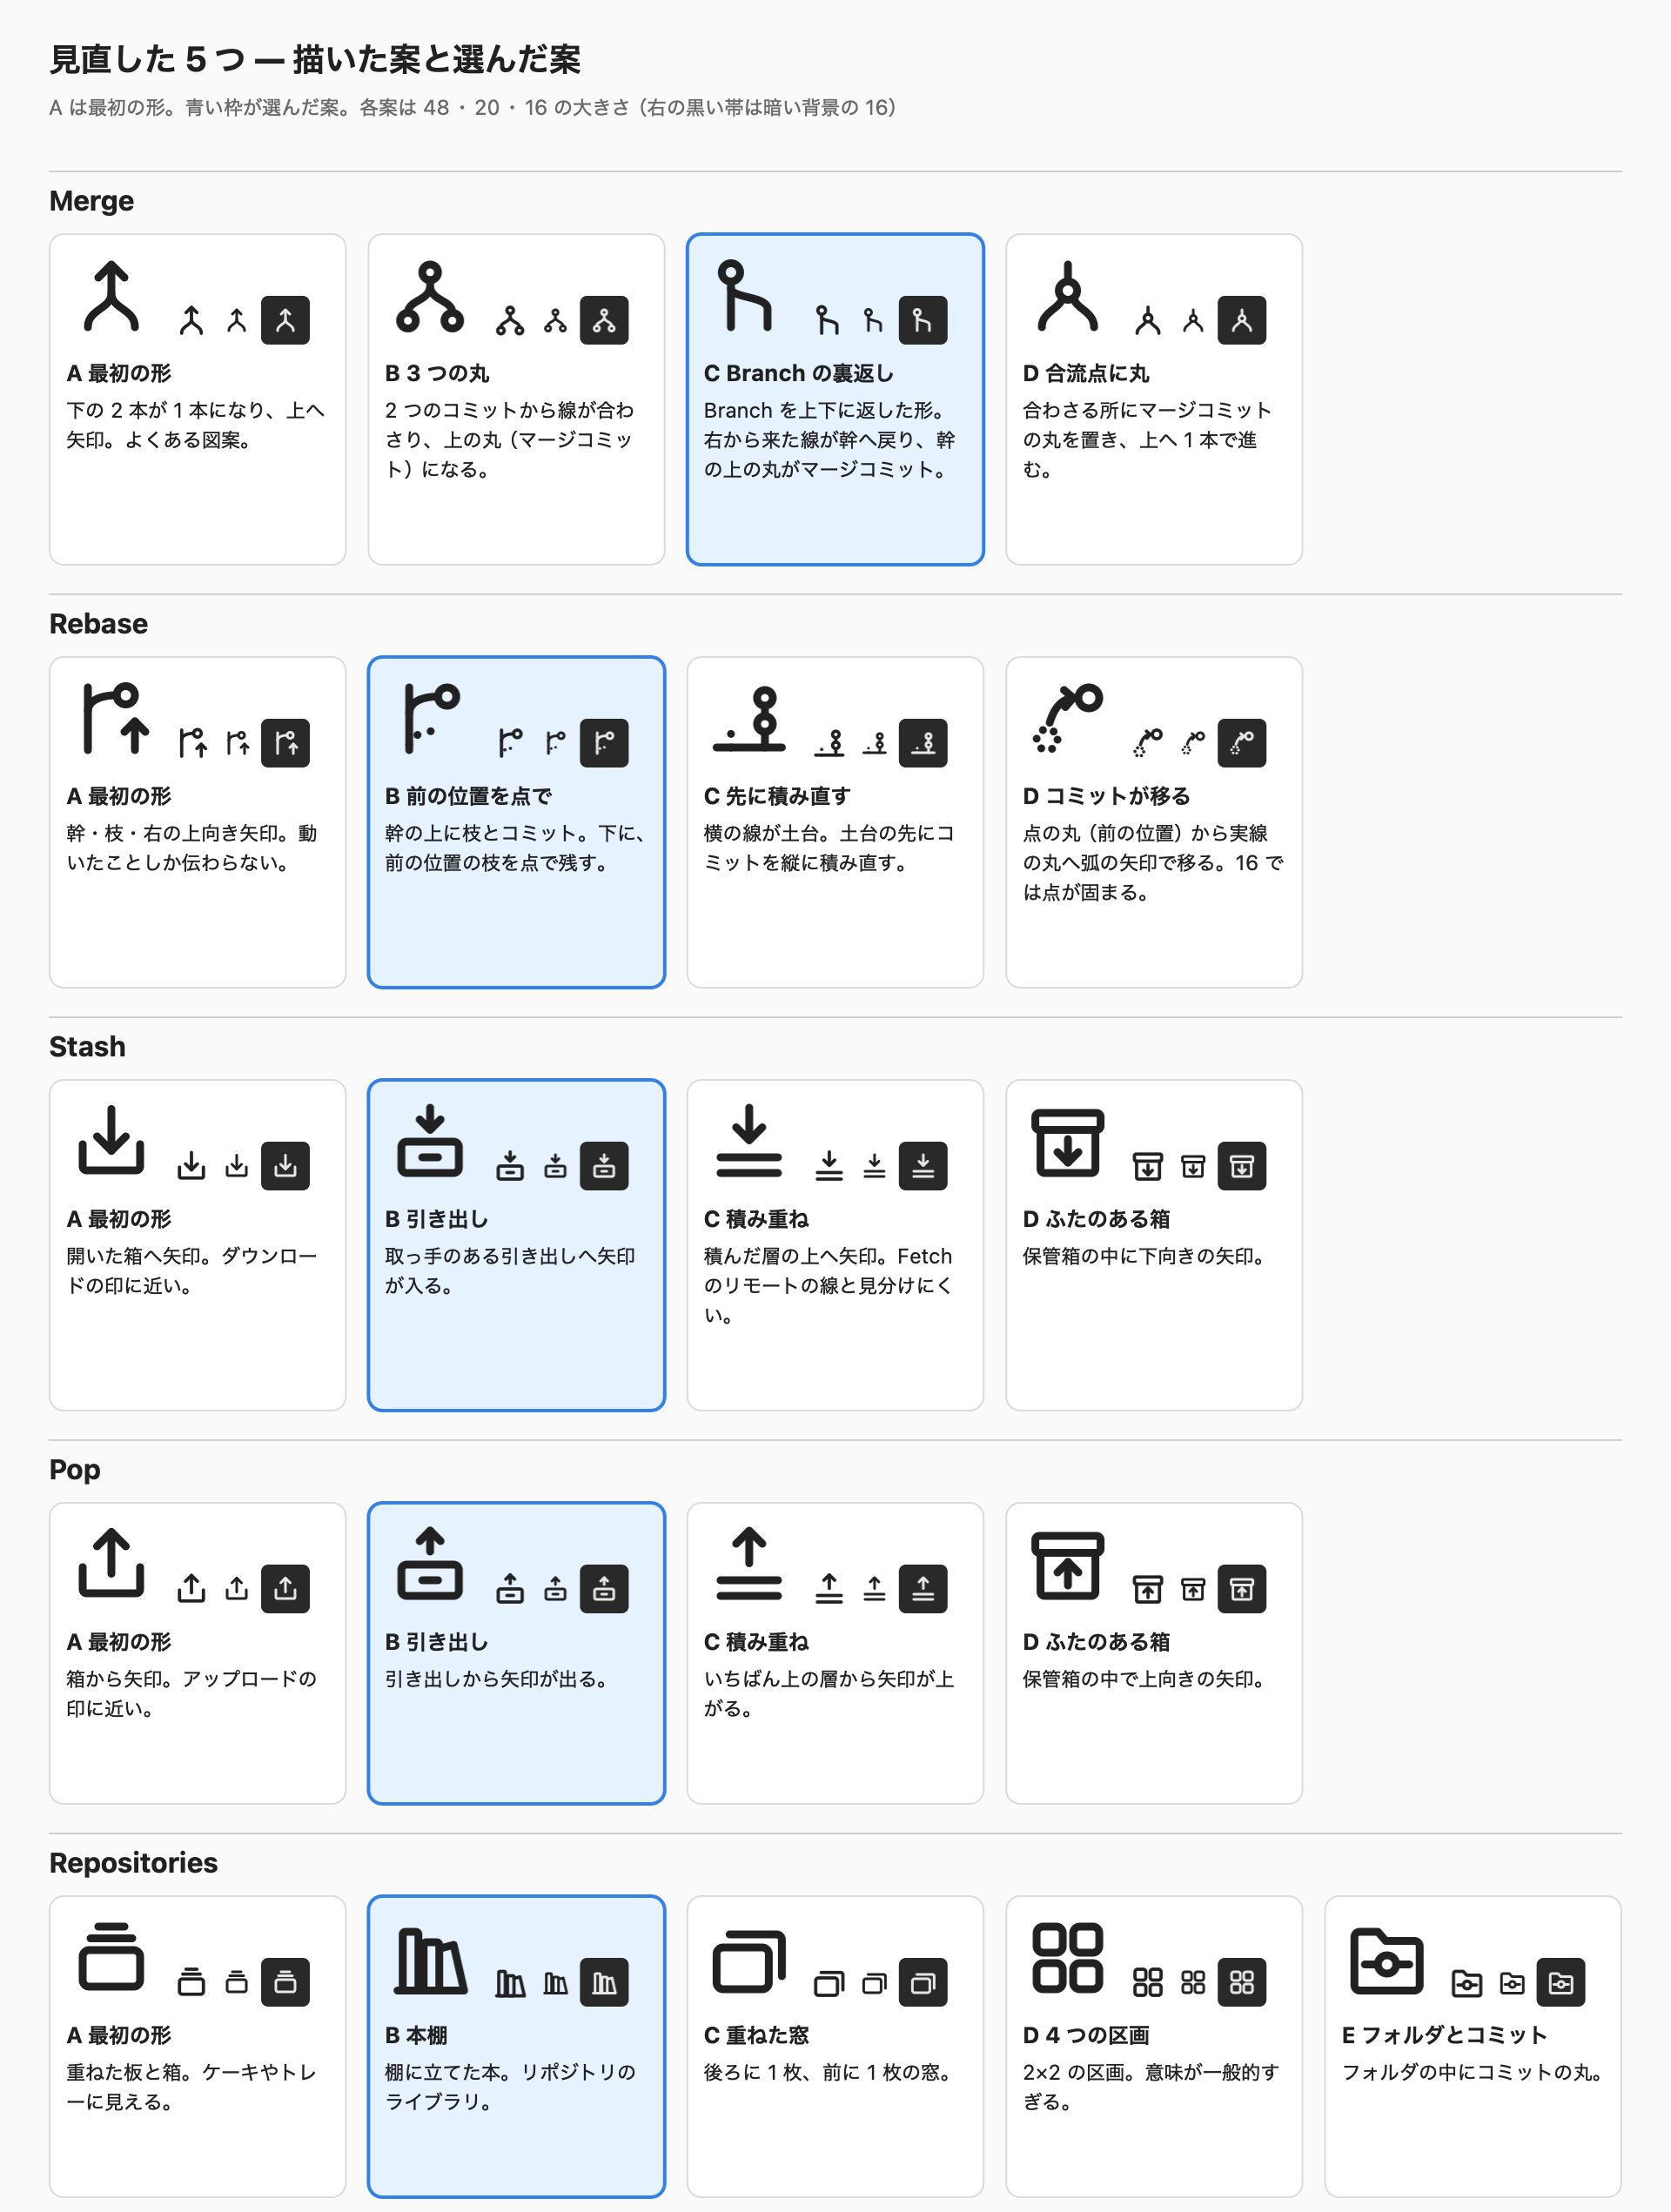 見直した 5 つ — 描いた案と選んだ案
A は最初の形。青い枠が選んだ案。各案は 48・20・16 の大きさ（右の黒い帯は暗い背景の 16）
Merge
A 最初の形
下の 2 本が 1 本になり、上へ
矢印。よくある図案。
B 3 つの丸
2 つのコミットから線が合わ
さり、上の丸（マージコミッ
ト）になる。
C Branch の裏返し
Branch を上下に返した形。
右から来た線が幹へ戻り、幹
の上の丸がマージコミット。
D 合流点に丸
合わさる所にマージコミット
の丸を置き、上へ 1 本で進
む。
Rebase
A 最初の形
幹・枝・右の上向き矢印。動
いたことしか伝わらない。
B 前の位置を点で
幹の上に枝とコミット。下に、
前の位置の枝を点で残す。
C 先に積み直す
横の線が土台。土台の先にコ
ミットを縦に積み直す。
D コミットが移る
点の丸（前の位置）から実線
の丸へ弧の矢印で移る。16 で
は点が固まる。
Stash
A 最初の形
開いた箱へ矢印。ダウンロー
ドの印に近い。
B 引き出し
取っ手のある引き出しへ矢印
が入る。
C 積み重ね
積んだ層の上へ矢印。Fetch
のリモートの線と見分けにく
い。
D ふたのある箱
保管箱の中に下向きの矢印。
Pop
A 最初の形
箱から矢印。アップロードの
印に近い。
B 引き出し
引き出しから矢印が出る。
C 積み重ね
いちばん上の層から矢印が上
がる。
D ふたのある箱
保管箱の中で上向きの矢印。
Repositories
A 最初の形
重ねた板と箱。ケーキやトレ
ーに見える。
B 本棚
棚に立てた本。リポジトリの
ライブラリ。
C 重ねた窓
後ろに 1 枚、前に 1 枚の窓。
D 4 つの区画
2×2 の区画。意味が一般的す
ぎる。
E フォルダとコミット
フォルダの中にコミットの丸。